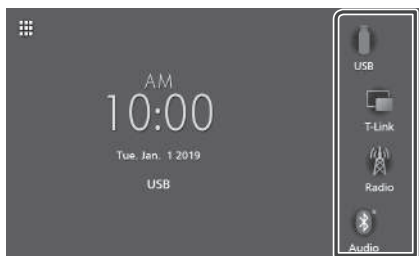 AM
10:00
Tue. Jan. 1 2019
USB
USB
T-Link
Radio
Audio